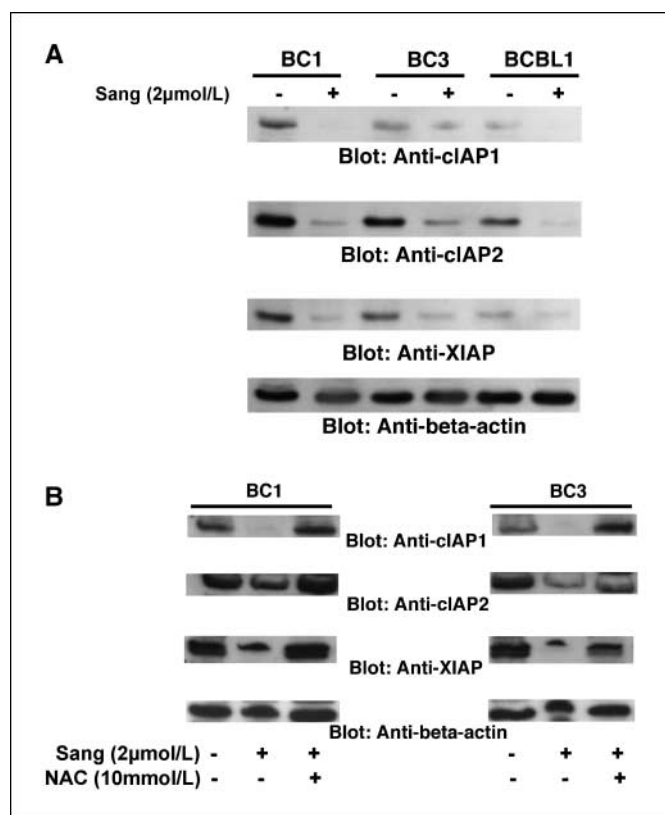 A
BC1 BC3 BCBL1
Sang (2µmol/L) - + - + - +
Blot: Anti-cIAP1
Blot: Anti-cIAP2
Blot: Anti-XIAP
Blot: Anti-beta-actin
B
BC1 BC3
Blot: Anti-cIAP1
Blot: Anti-cIAP2
Blot: Anti-XIAP
Blot: Anti-beta-actin
Sang (2µmol/L) - + + - + +
NAC (10mmol/L) - - + - - +